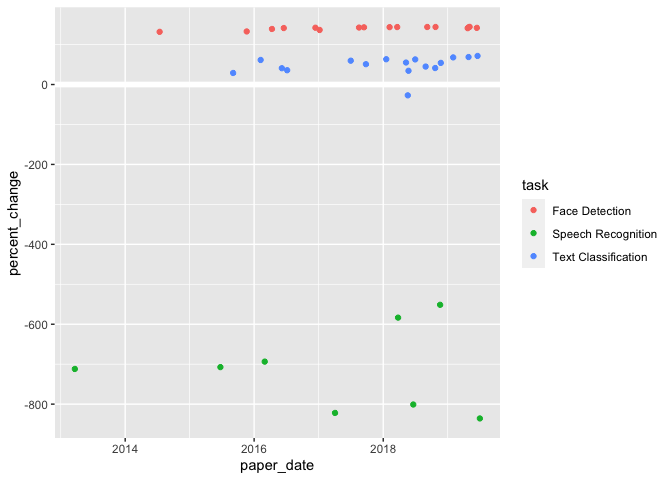 0
-200
-400
-600
-800
percent_change
2014
2016
2018
paper_date
task
Face Detection
Speech Recognition
Text Classification